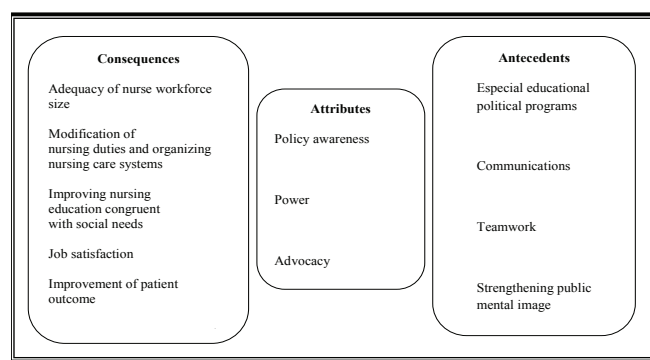 Consequences
Adequacy of nurse workforce
size
Modification of
nursing duties and organizing
nursing care systems
Improving nursing
education congruent
with social needs
Job satisfaction
Improvement of patient
outcome
Attributes
Policy awareness
Power
Advocacy
Antecedents
Especial educational
political programs
Communications
Teamwork
Strengthening public
mental image